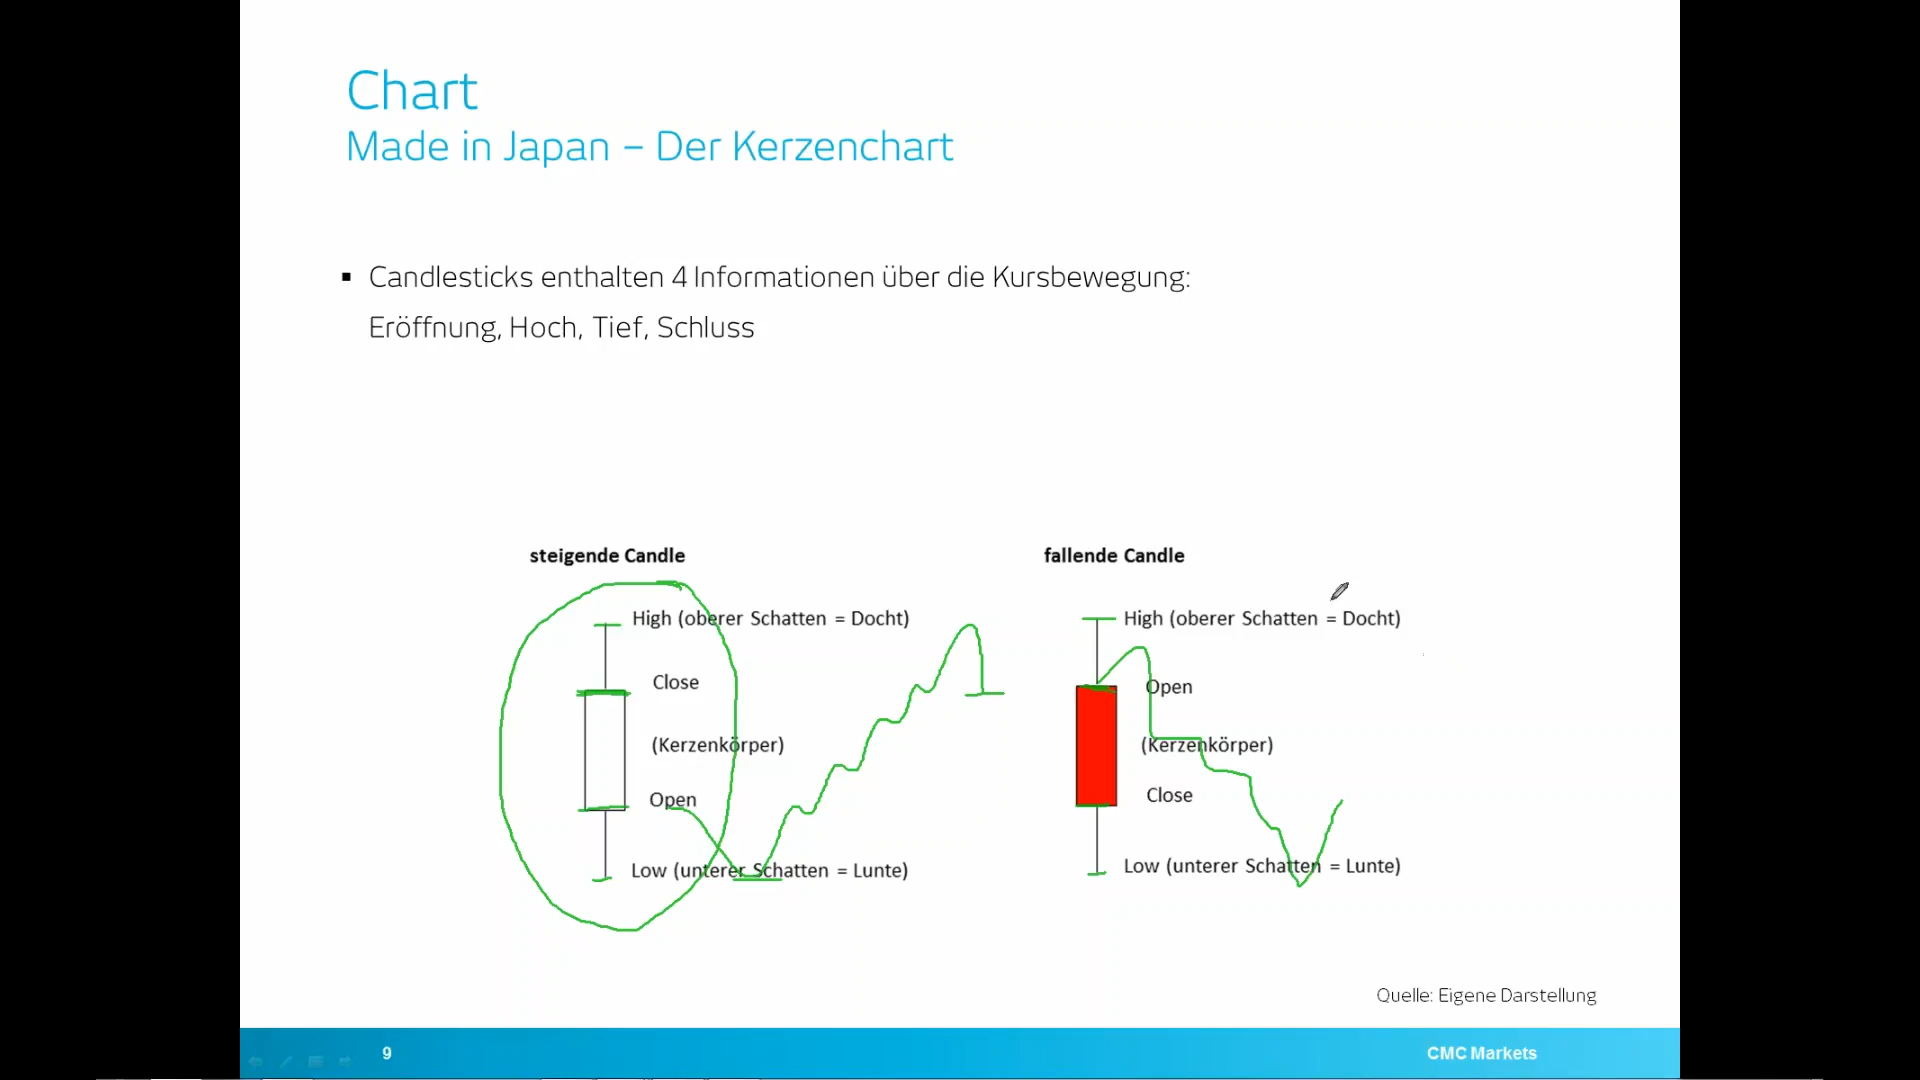 Chart
Made in Japan – Der Kerzenchart
▪ Candlesticks enthalten 4 Informationen über die Kursbewegung:
Eröffnung, Hoch, Tief, Schluss
steigende Candle
High (oberer Schatten = Docht)
Close
(Kerzenkörper)
Open
Low (unterer Schatten = Lunte)
fallende Candle
High (oberer Schatten = Docht)
Open
(Kerzenkörper)
Close
Low (unterer Schatten = Lunte)
Quelle: Eigene Darstellung
9
CMC Markets